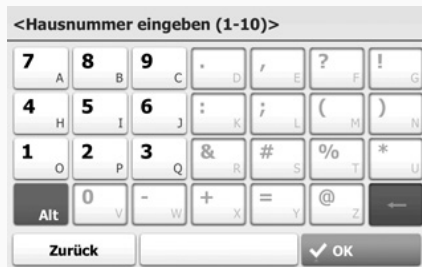 <Hausnummer eingeben (1-10)>
7 A 8 B 9 C . D , E ? F ! G
4 H 5 I 6 J : K ; L ( M ) N
1 O 2 P 3 Q & R # S % T * U
Alt 0 V - W + X = Y @ Z ←
Zurück ✓ OK